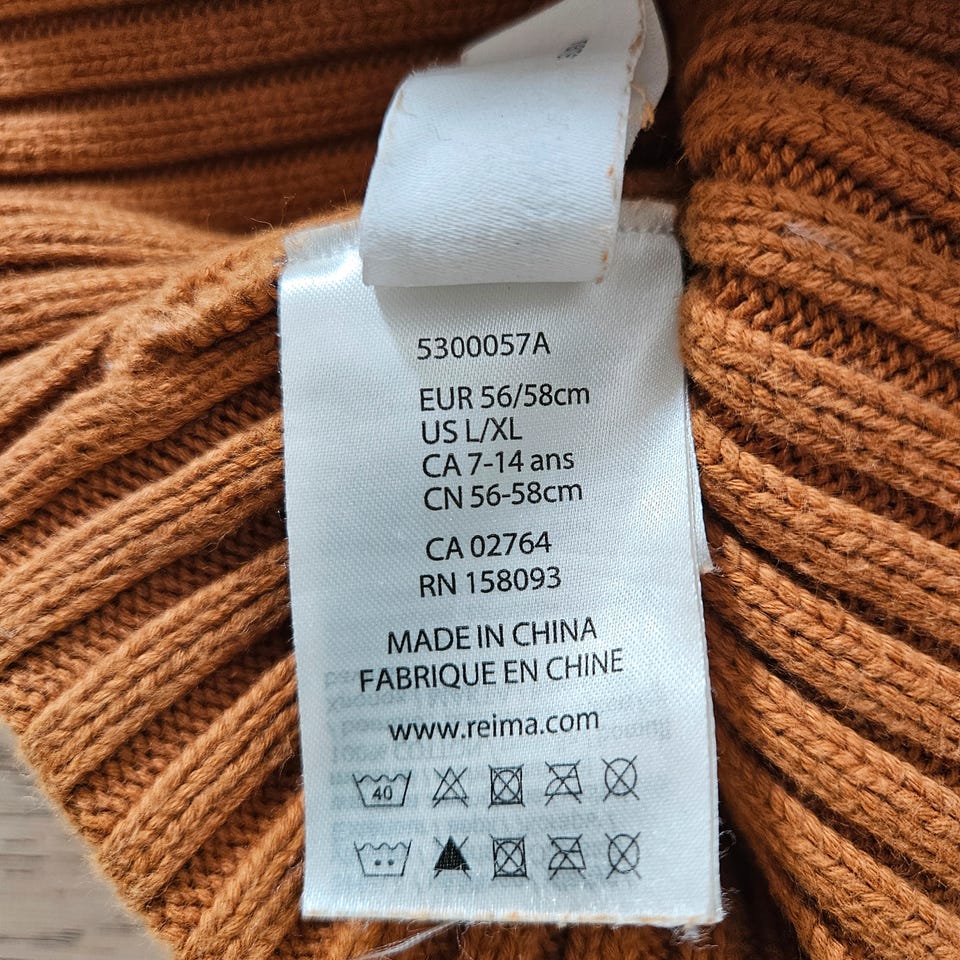 5300057A
EUR 56/58cm
US L/XL
CA 7-14 ans
CN 56-58cm
CA 02764
RN 158093
MADE IN CHINA
FABRIQUE EN CHINE
www.reima.com
40